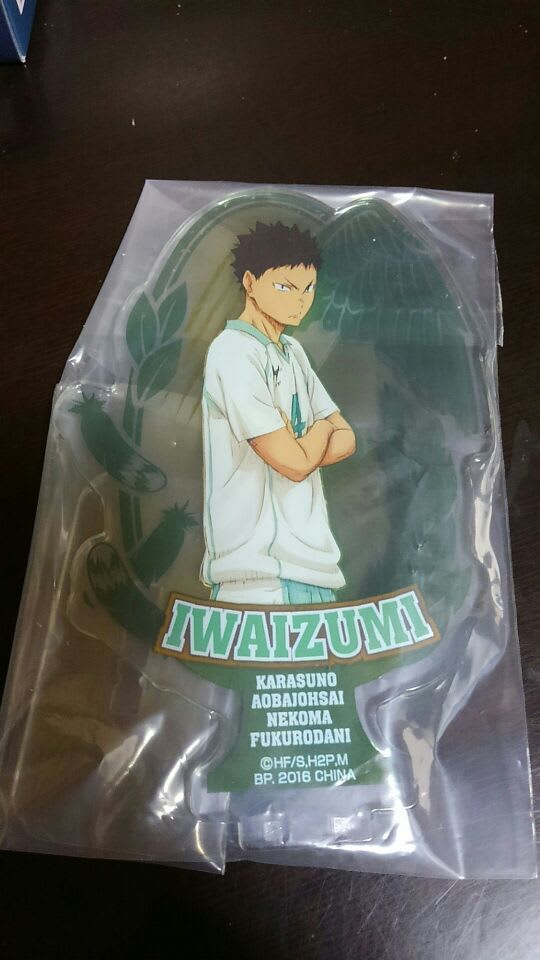 4
IWAIZUMI
KARASUNO
AOBAJOHSAI
NEKOMA
FUKURODANI
©HF/S,H2P,M
BP. 2016 CHINA